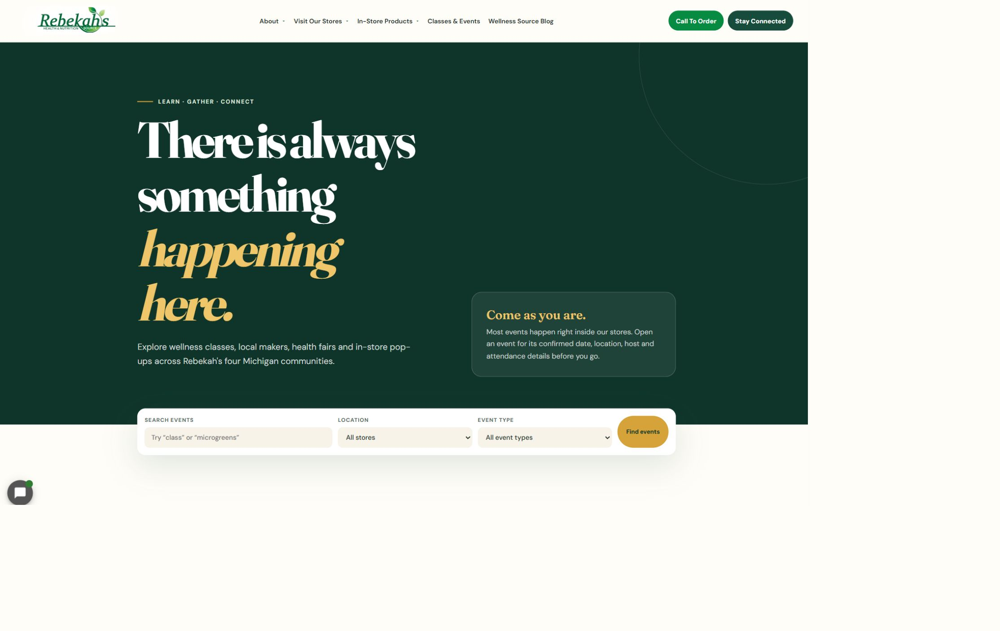 Rebekah's
HEALTH & NUTRITION SOURCE
About
Visit Our Stores
In-Store Products
Classes & Events
Wellness Source Blog
Call To Order
Stay Connected
LEARN · GATHER · CONNECT
There is always
something
happening
here.
Explore wellness classes, local makers, health fairs and in-store pop-
ups across Rebekah's four Michigan communities.
Come as you are.
Most events happen right inside our stores. Open
an event for its confirmed date, location, host and
attendance details before you go.
SEARCH EVENTS
Try “class” or “microgreens”
LOCATION
All stores
EVENT TYPE
All event types
Find events